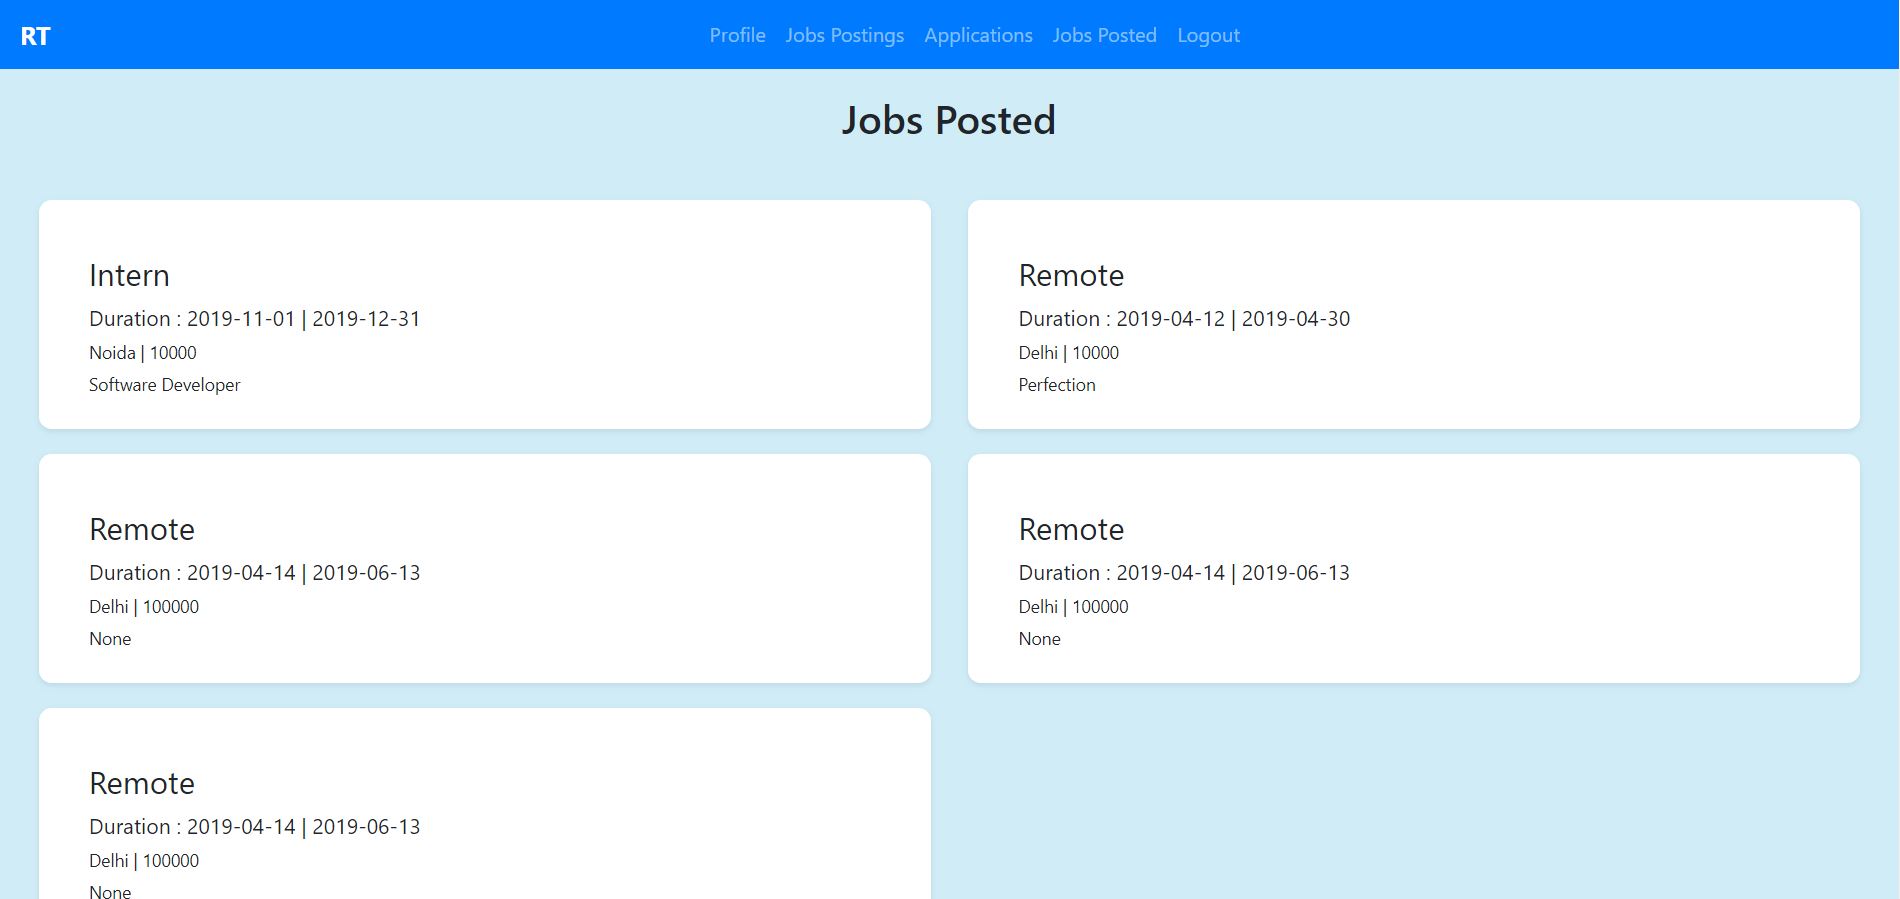 RT
Profile Jobs Postings Applications Jobs Posted Logout
Jobs Posted
Intern
Duration : 2019-11-01 | 2019-12-31
Noida | 10000
Software Developer
Remote
Duration : 2019-04-12 | 2019-04-30
Delhi | 10000
Perfection
Remote
Duration : 2019-04-14 | 2019-06-13
Delhi | 100000
None
Remote
Duration : 2019-04-14 | 2019-06-13
Delhi | 100000
None
Remote
Duration : 2019-04-14 | 2019-06-13
Delhi | 100000
None